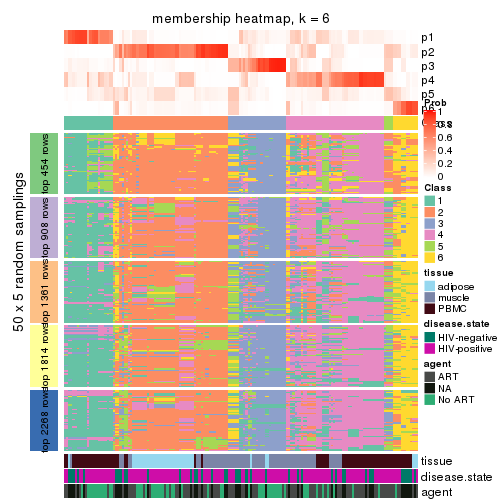 membership heatmap, k = 6
p1
p2
p3
p4
p5
Prob
1
0.8
0.6
0.4
0.2
0
Class
1
2
3
4
5
6
tissue
adipose
muscle
PBMC
disease.state
HIV-negative
HIV-positive
agent
ART
NA
No ART
50 x 5 random samplings
top 454 rows
top 908 rows
top 1361 rows
top 1814 rows
top 2268 rows
tissue
disease.state
agent